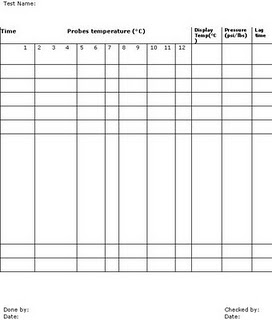 Test Name:
Time Probes temperature (°C) Display Temp(°C) Pressure (psi/lbs) Lag time
1 2 3 4 5 6 7 8 9 10 11 12
Done by: Checked by:
Date: Date: